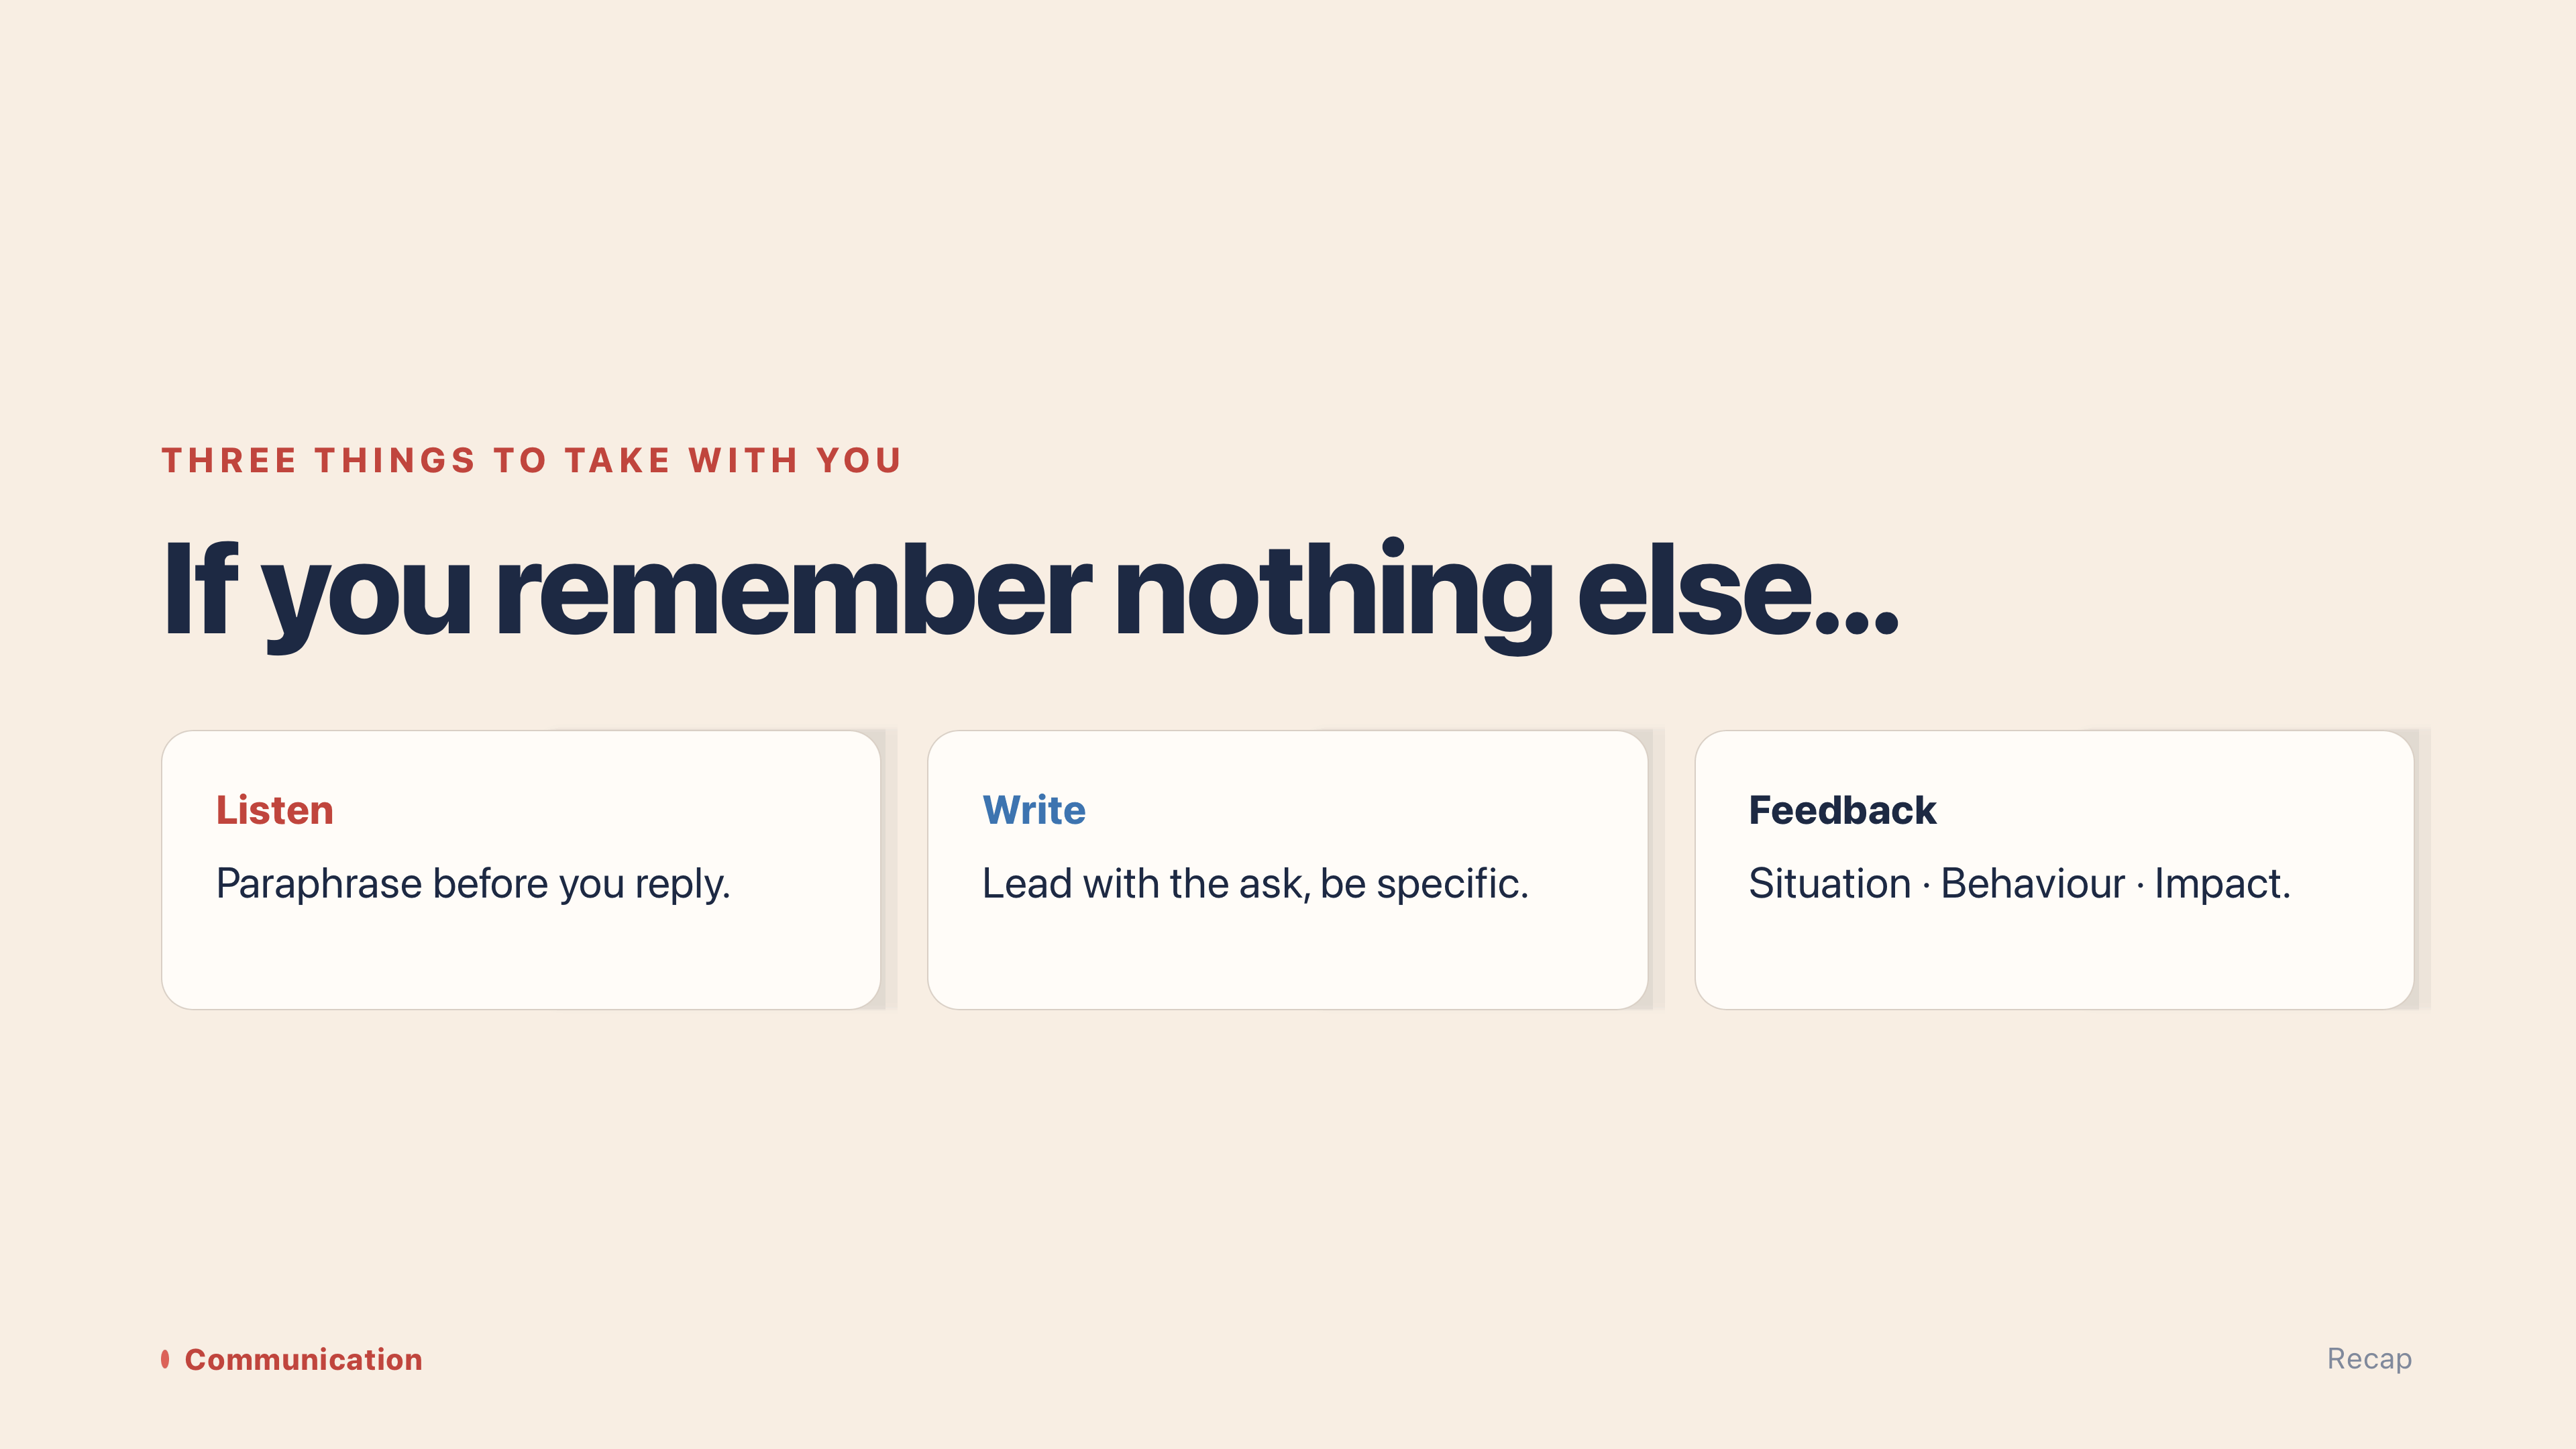 THREE THINGS TO TAKE WITH YOU
If you remember nothing else...
Listen
Paraphrase before you reply.
Write
Lead with the ask, be specific.
Feedback
Situation · Behaviour · Impact.
Communication
Recap